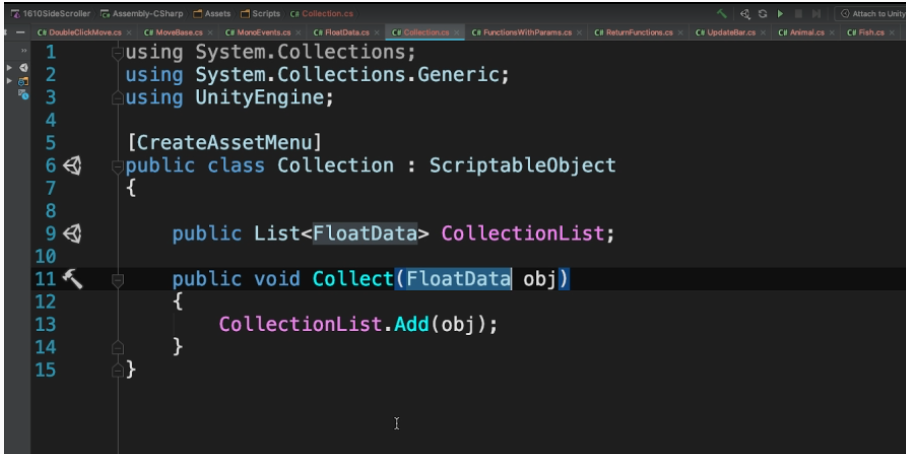 1610SideScroller Assembly-CSharp Assets Scripts C# Collection.cs Attach to Unity
C# DoubleClickMove.cs × C# MoveBase.cs × C# MonoEvents.cs × C# FloatData.cs × C# Collection.cs × C# FunctionsWithParams.cs × C# ReturnFunctions.cs × C# UpdateBar.cs × C# Animal.cs × C# Fish.cs ×
1 using System.Collections;
2 using System.Collections.Generic;
3 using UnityEngine;
4
5 [CreateAssetMenu]
6 public class Collection : ScriptableObject
7 {
8
9 public List<FloatData> CollectionList;
10
11 public void Collect(FloatData obj)
12 {
13 CollectionList.Add(obj);
14 }
15 }